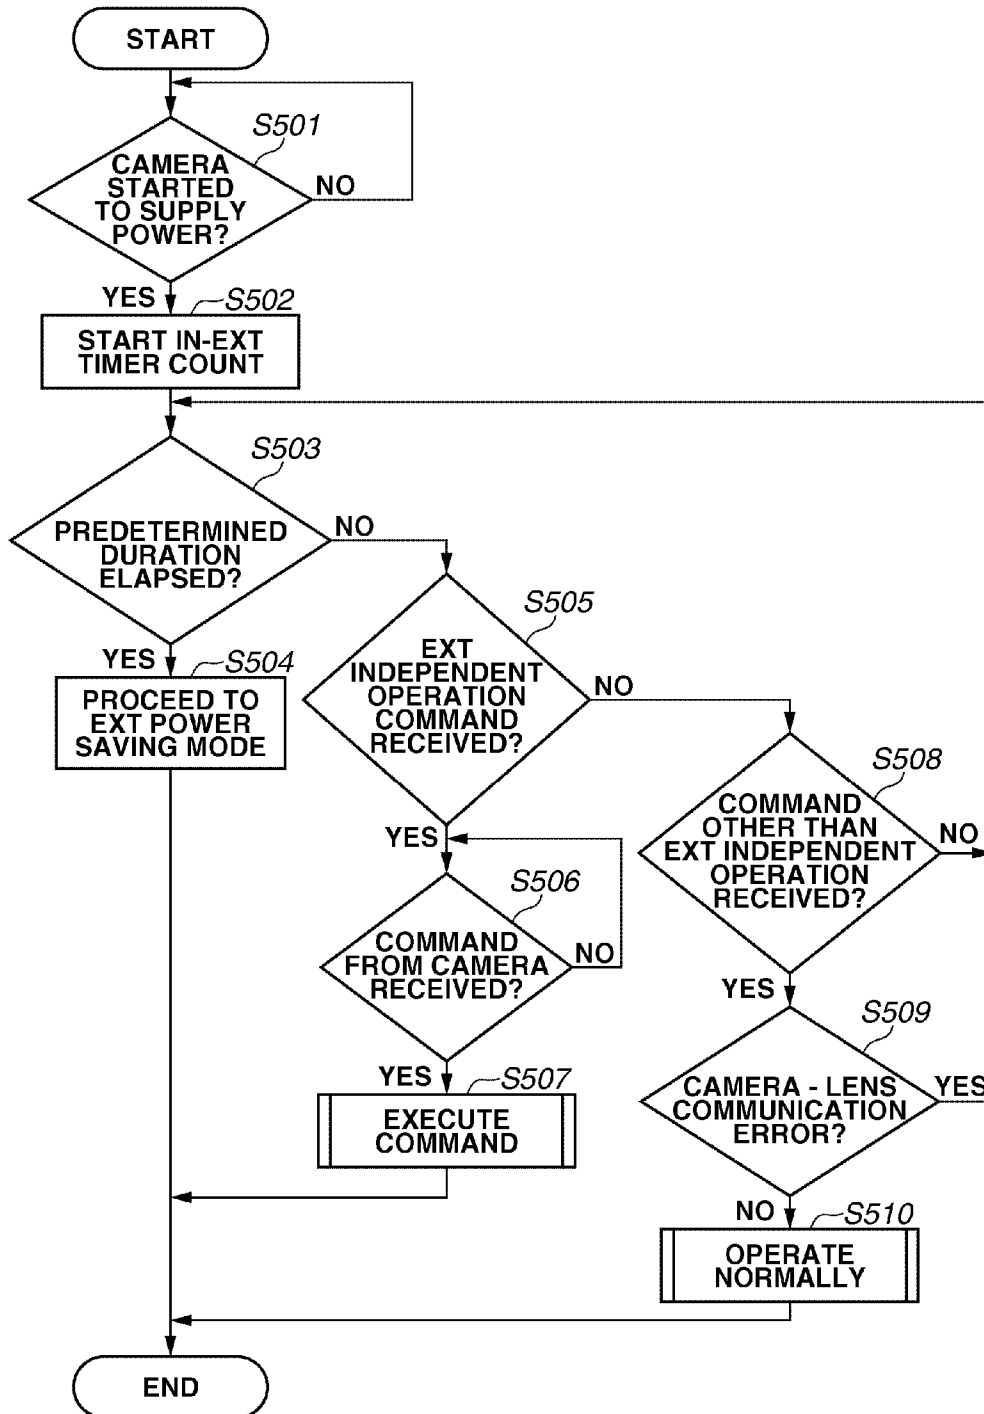 START
S501
CAMERA
STARTED
TO SUPPLY
POWER?
NO
YES
S502
START IN-EXT
TIMER COUNT
S503
PREDETERMINED
DURATION
ELAPSED?
NO
YES
S504
PROCEED TO
EXT POWER
SAVING MODE
S505
EXT
INDEPENDENT
OPERATION
COMMAND
RECEIVED?
NO
YES
S506
COMMAND
FROM CAMERA
RECEIVED?
NO
YES
S507
EXECUTE
COMMAND
S508
COMMAND
OTHER THAN
EXT INDEPENDENT
OPERATION
RECEIVED?
NO
YES
S509
CAMERA - LENS
COMMUNICATION
ERROR?
YES
NO
S510
OPERATE
NORMALLY
END